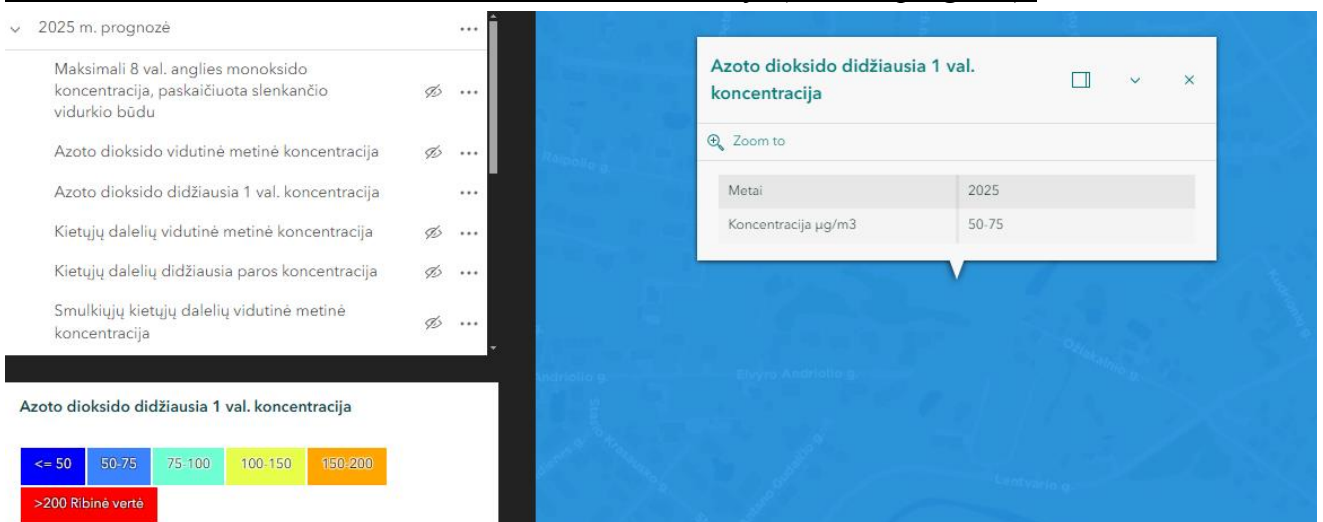 2025 m. prognozė
Maksimali 8 val. anglies monoksido
koncentracija, paskaičiuota slenkančio
vidurkio būdu
Azoto dioksido vidutinė metinė koncentracija
Azoto dioksido didžiausia 1 val. koncentracija
Kietųjų dalelių vidutinė metinė koncentracija
Kietųjų dalelių didžiausia paros koncentracija
Smulkiųjų kietųjų dalelių vidutinė metinė
koncentracija
Azoto dioksido didžiausia 1 val. koncentracija
<= 50
50-75
75-100
100-150
150-200
>200 Ribinė vertė
Azoto dioksido didžiausia 1 val.
koncentracija
Zoom to
Metai 2025
Koncentracija µg/m3 50-75
Elvyro Andriolio g.
Lentvario g.